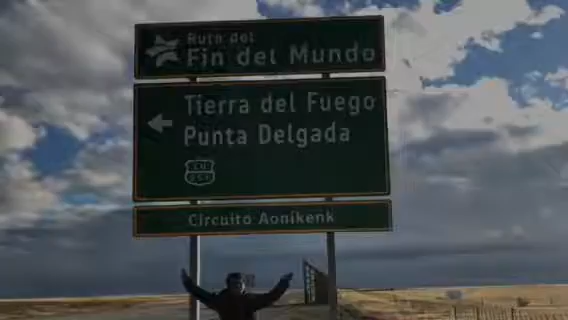 Ruta del
Fin del Mundo
Tierra del Fuego
Punta Delgada
Circuito Aonikenk